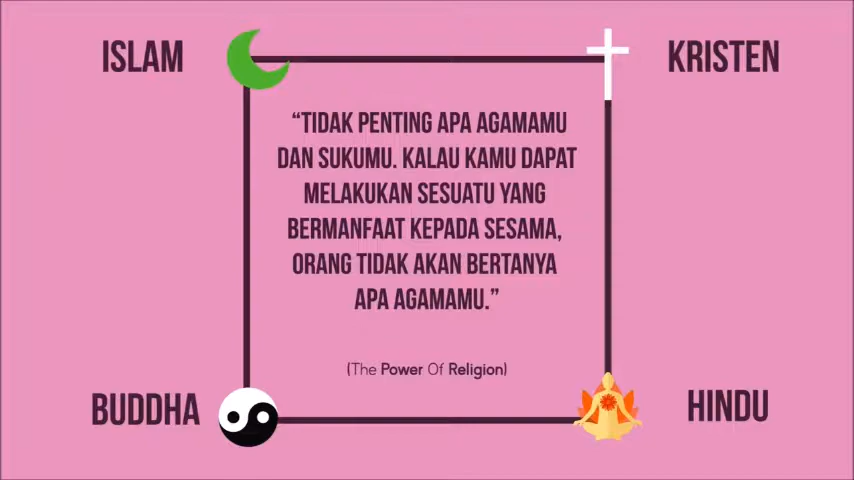 ISLAM
KRISTEN
“TIDAK PENTING APA AGAMAMU
DAN SUKUMU. KALAU KAMU DAPAT
MELAKUKAN SESUATU YANG
BERMANFAAT KEPADA SESAMA,
ORANG TIDAK AKAN BERTANYA
APA AGAMAMU.”
(The Power Of Religion)
BUDDHA
HINDU